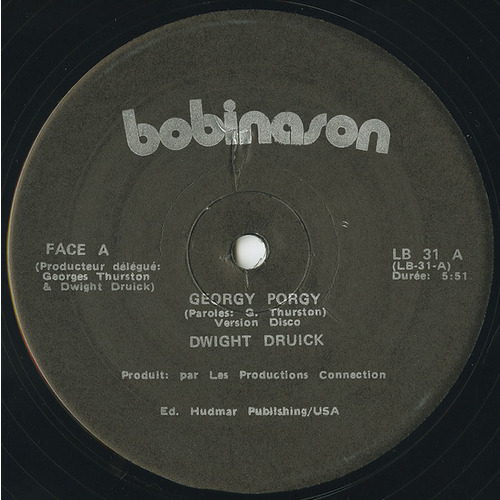 bobinason
FACE A
(Producteur délégué:
Georges Thurston
& Dwight Druick)
LB 31 A
(LB-31-A)
Durée: 5:51
GEORGY PORGY
(Paroles: G. Thurston)
Version Disco
DWIGHT DRUICK
Produit: par Les Productions Connection
Ed. Hudmar Publishing/USA